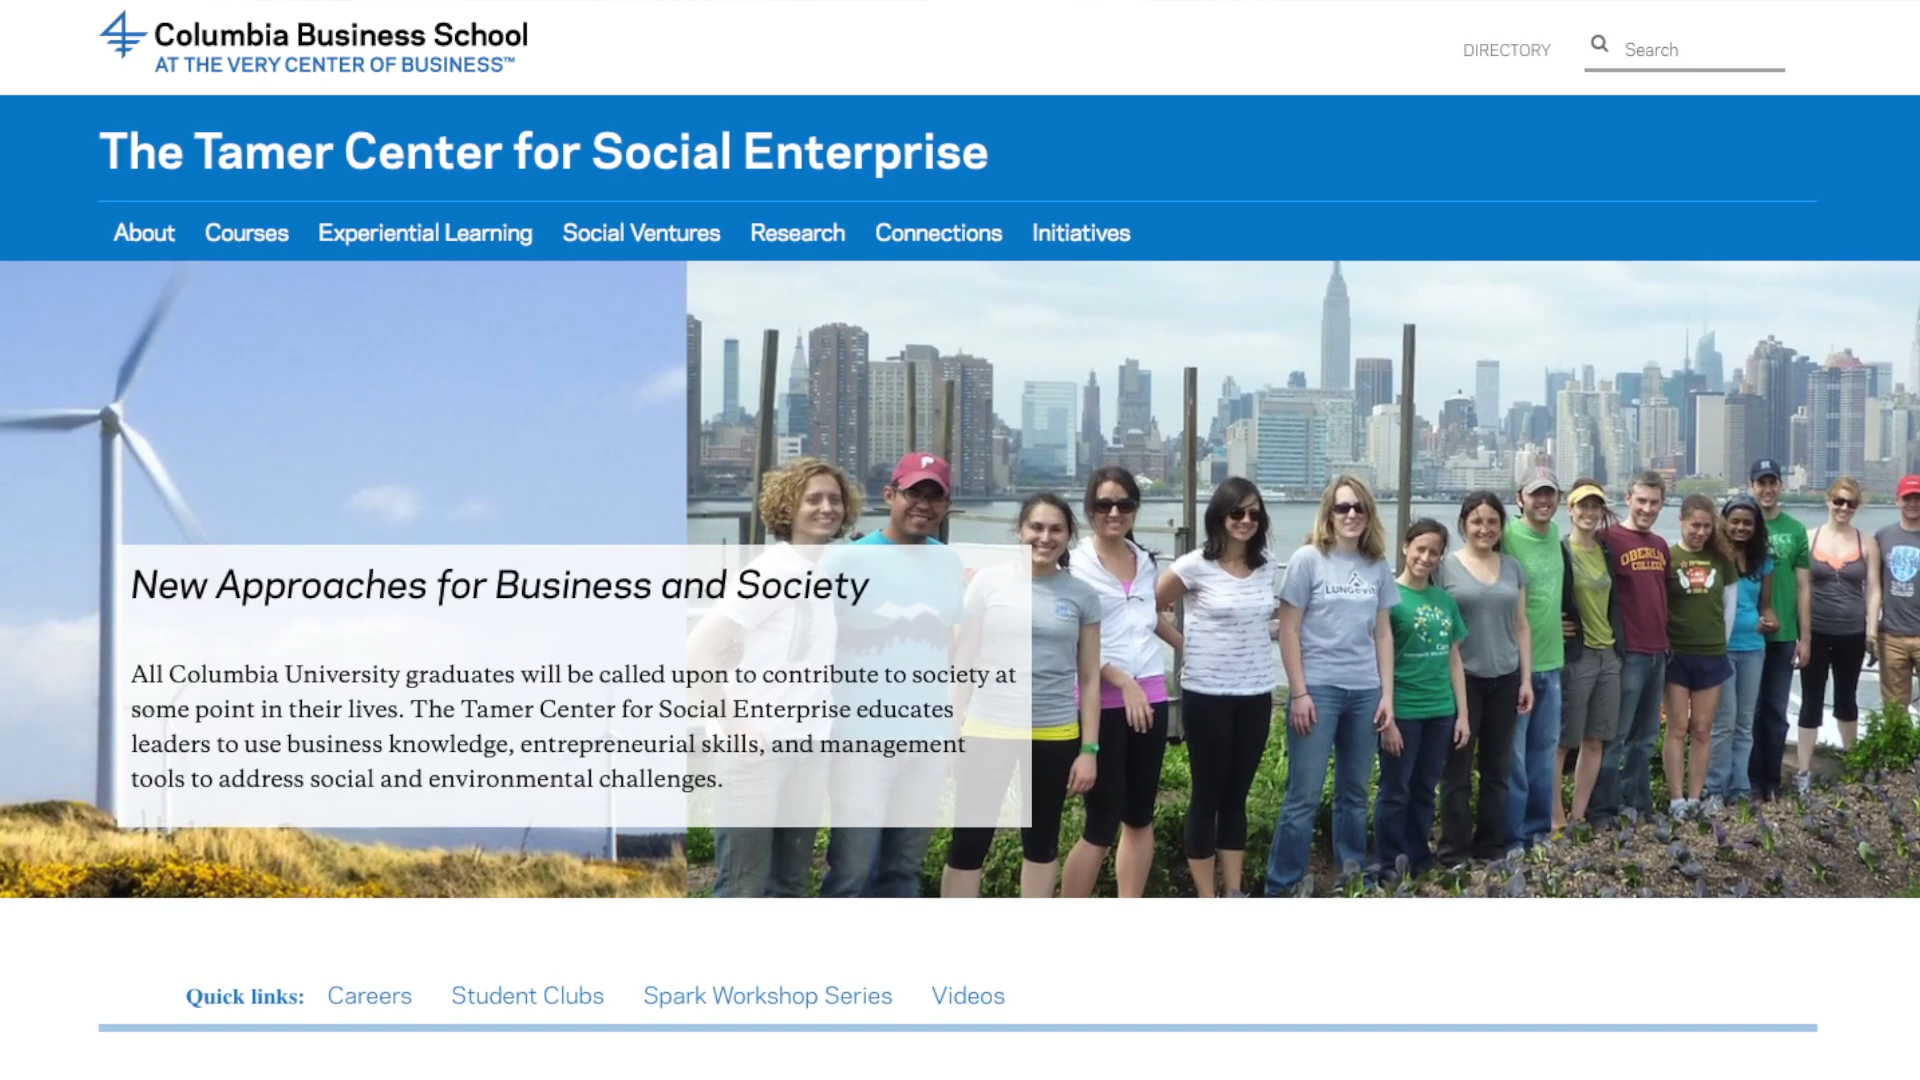 Columbia Business School
AT THE VERY CENTER OF BUSINESS™
DIRECTORY
Search
The Tamer Center for Social Enterprise
About Courses Experiential Learning Social Ventures Research Connections Initiatives
New Approaches for Business and Society
All Columbia University graduates will be called upon to contribute to society at
some point in their lives. The Tamer Center for Social Enterprise educates
leaders to use business knowledge, entrepreneurial skills, and management
tools to address social and environmental challenges.
LUNGevity
OBERLIN
COLLEGE
Quick links: Careers Student Clubs Spark Workshop Series Videos